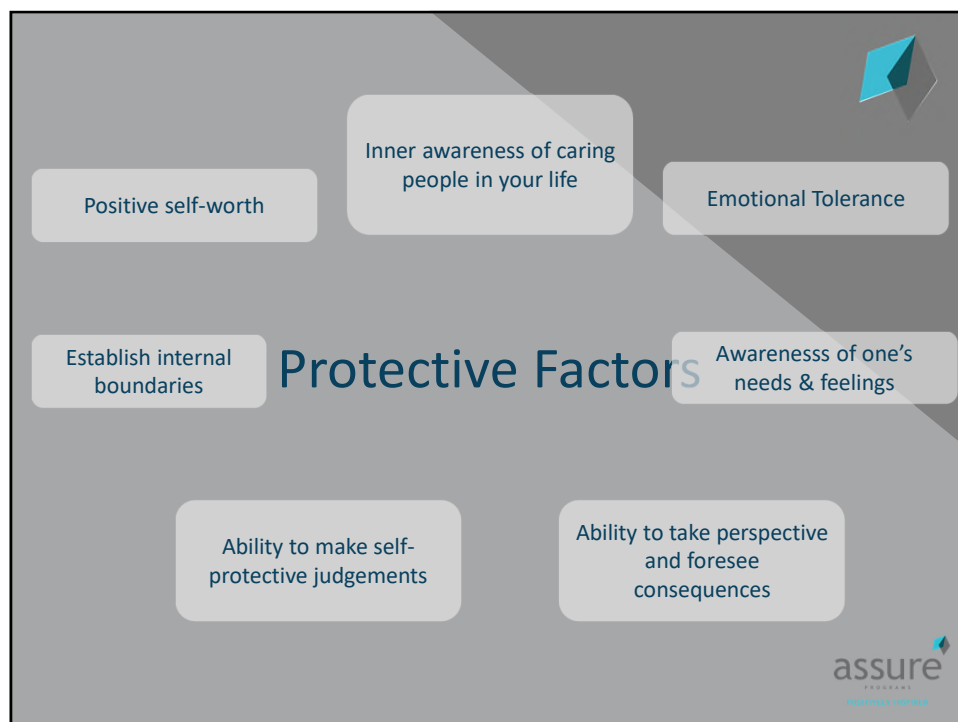 Inner awareness of caring
people in your life
Positive self-worth
Emotional Tolerance
Establish internal
boundaries
Protective Factors
Awarenesss of one's
needs & feelings
Ability to make self-
protective judgements
Ability to take perspective
and foresee
consequences
assure
PROGRAMS